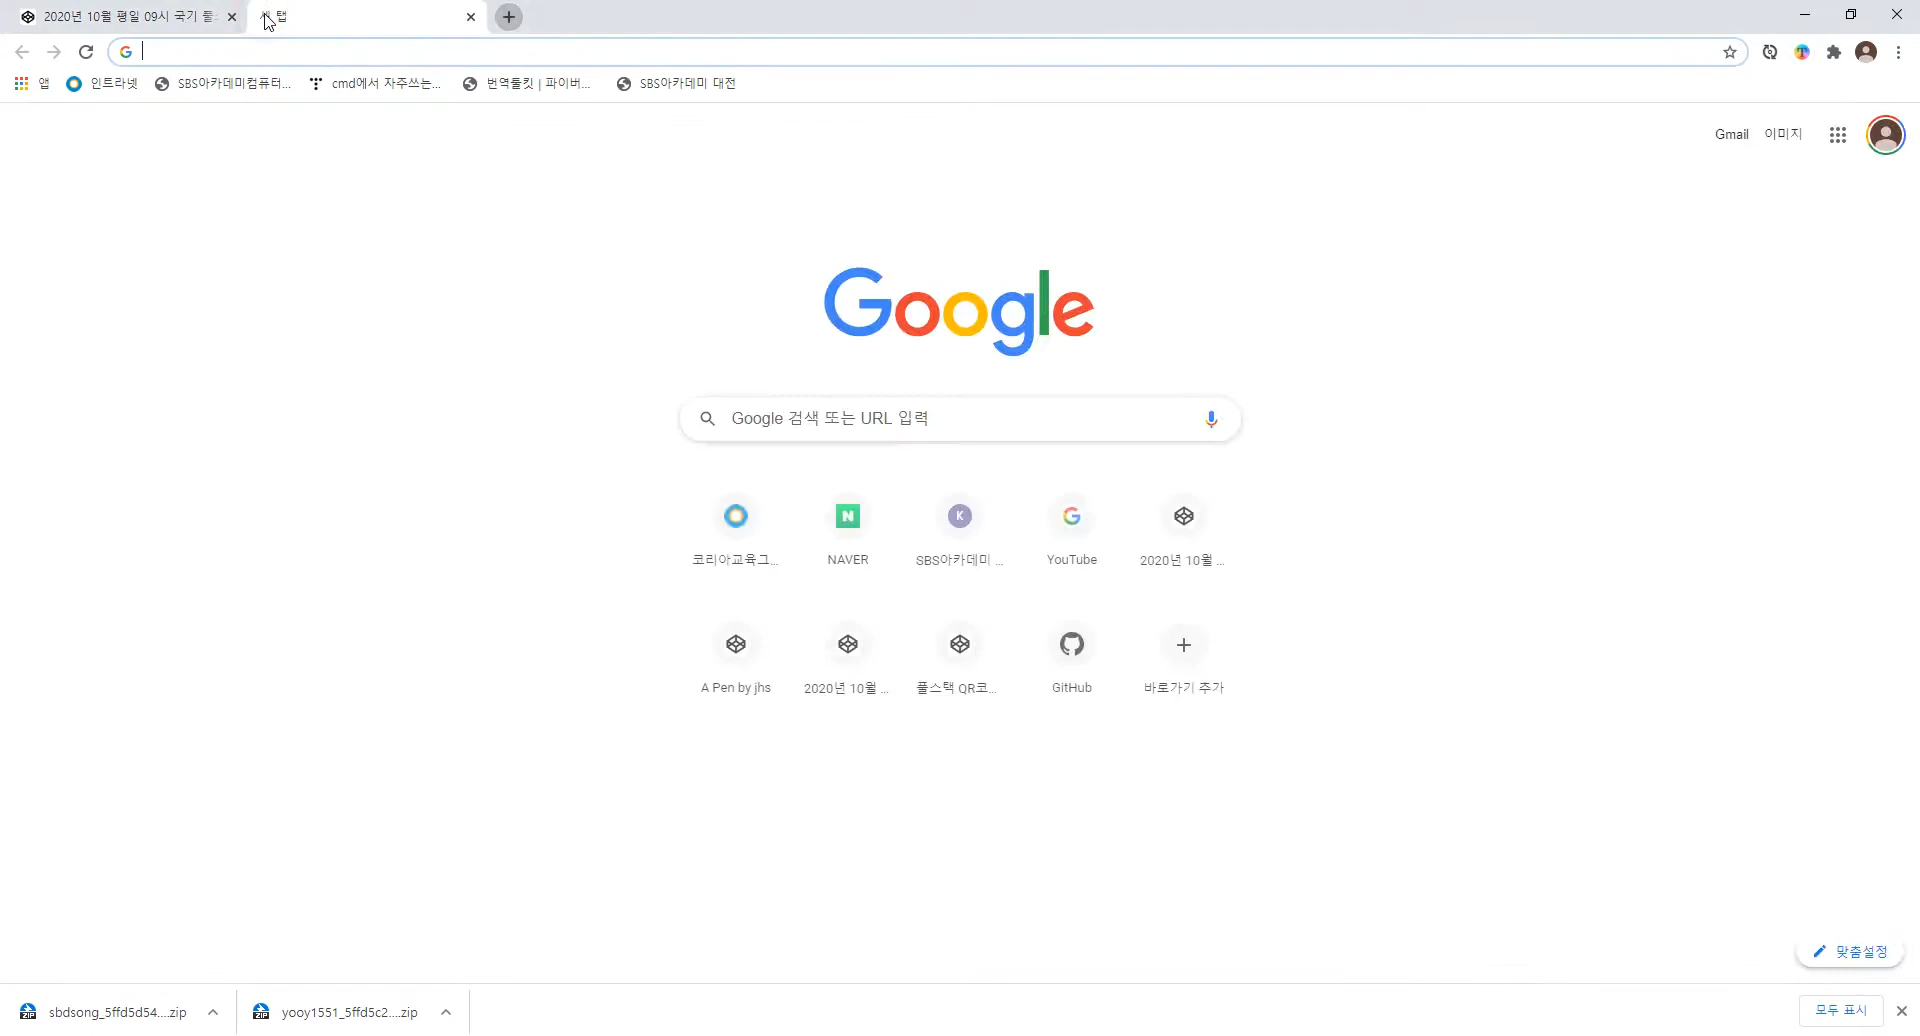 2020년 10월 평일 09시 국기 풀
탭
앱 인트라넷 SBS아카데미컴퓨터... cmd에서 자주쓰는... 번역툴킷 | 파이버... SBS아카데미 대전
Gmail 이미지
Google
Google 검색 또는 URL 입력
코리아교육그... NAVER SBS아카데미 ... YouTube 2020년 10월 ...
A Pen by jhs 2020년 10월 ... 풀스택 QR코... GitHub 바로가기 추가
맞춤설정
sbdsong_5ffd5d54....zip yooy1551_5ffd5c2....zip 모두 표시